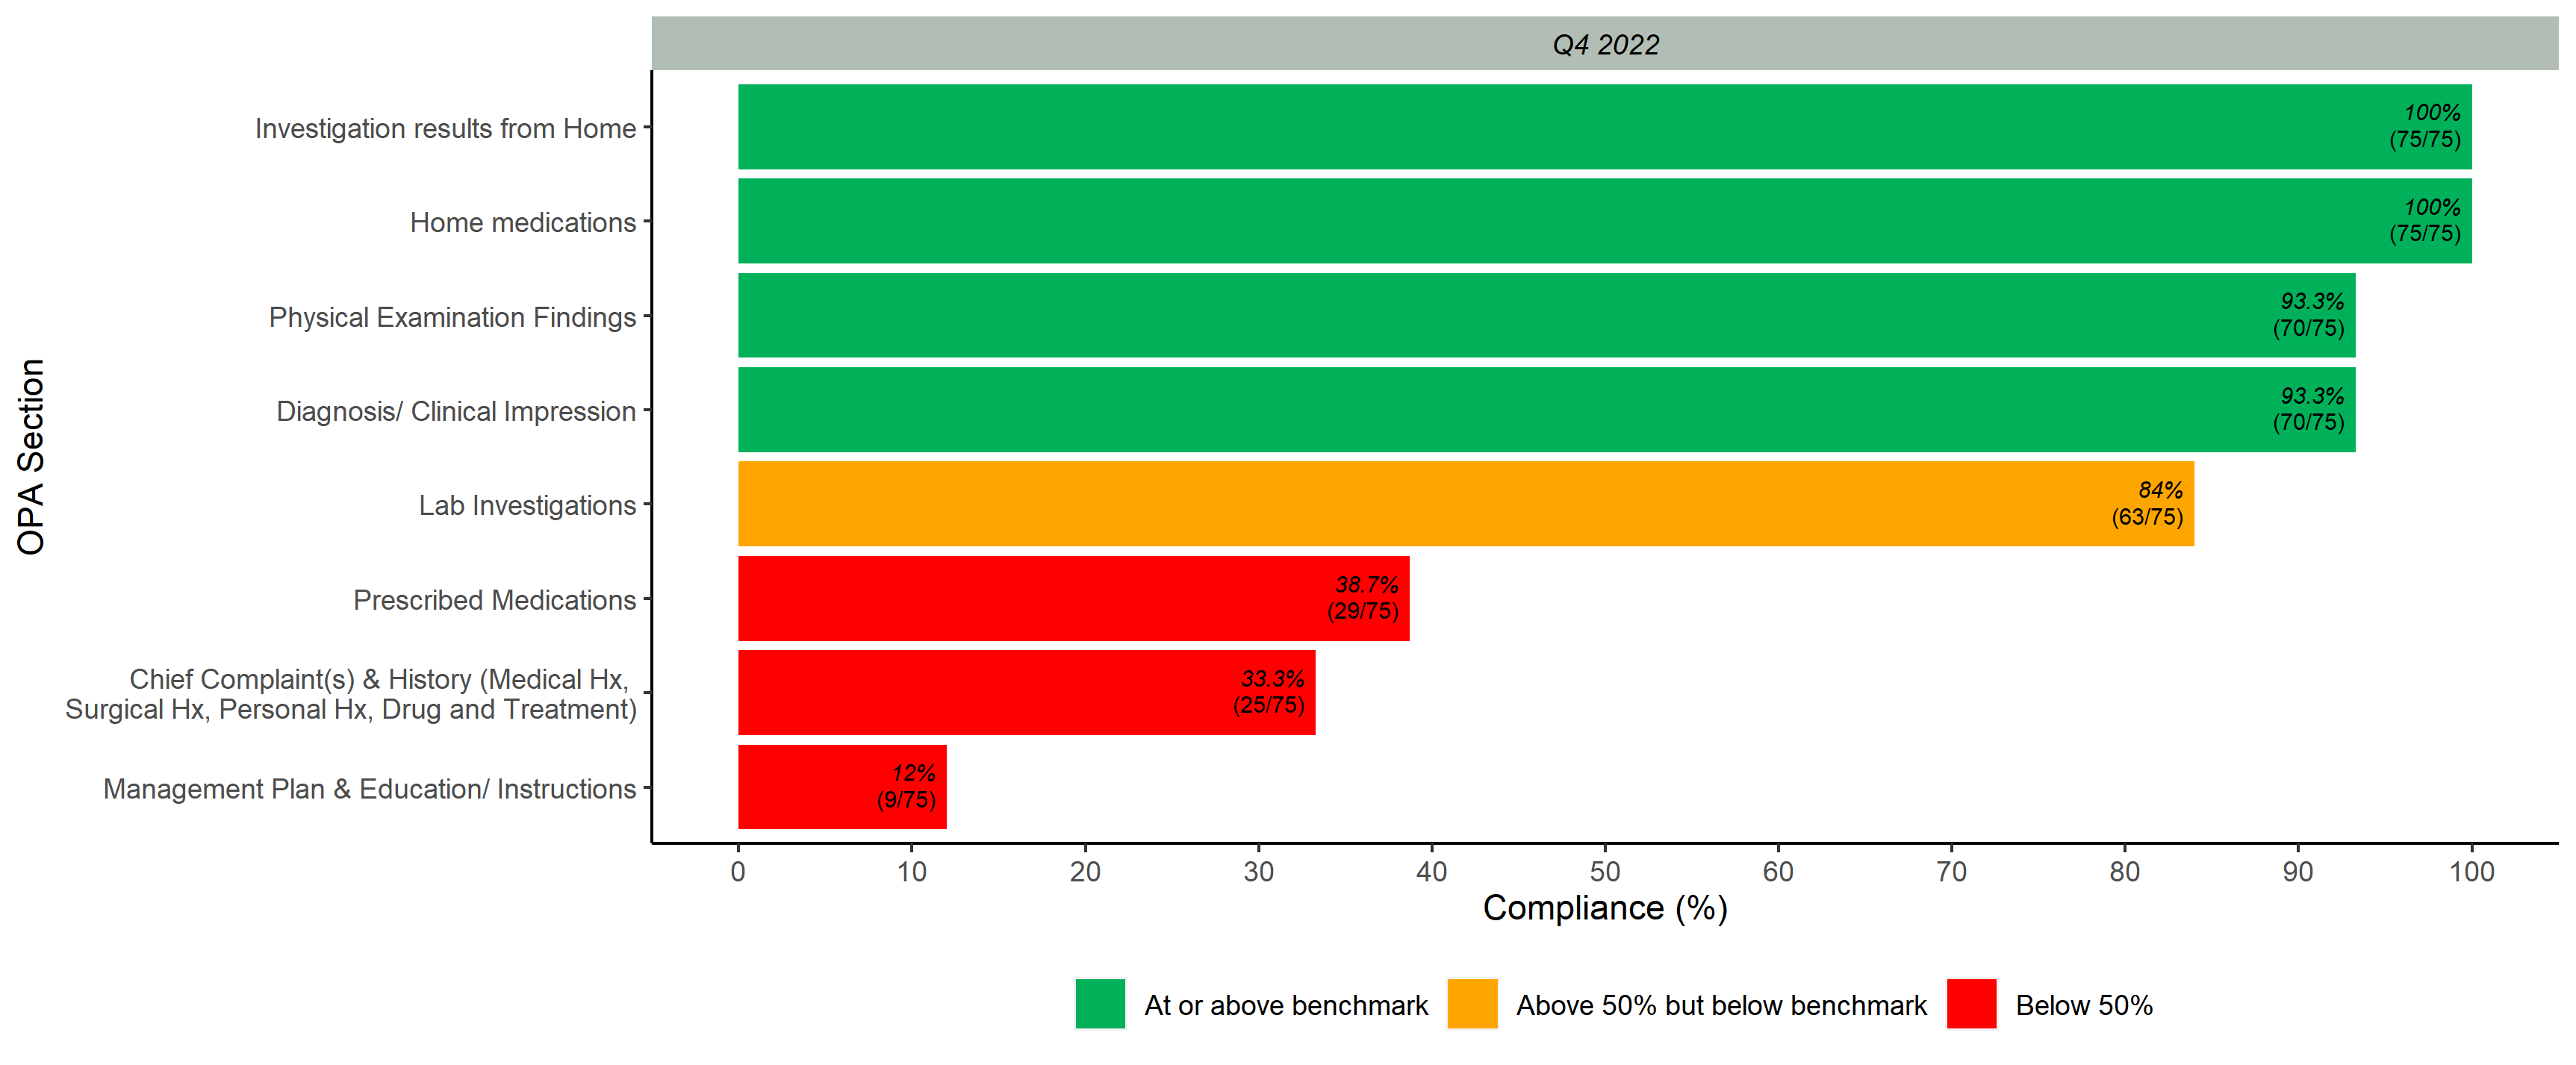 Q4 2022
OPA Section
Investigation results from Home
100%
(75/75)
Home medications
100%
(75/75)
Physical Examination Findings
93.3%
(70/75)
Diagnosis/ Clinical Impression
93.3%
(70/75)
Lab Investigations
84%
(63/75)
Prescribed Medications
38.7%
(29/75)
Chief Complaint(s) & History (Medical Hx,
Surgical Hx, Personal Hx, Drug and Treatment)
33.3%
(25/75)
Management Plan & Education/ Instructions
12%
(9/75)
0 10 20 30 40 50 60 70 80 90 100
Compliance (%)
At or above benchmark Above 50% but below benchmark Below 50%